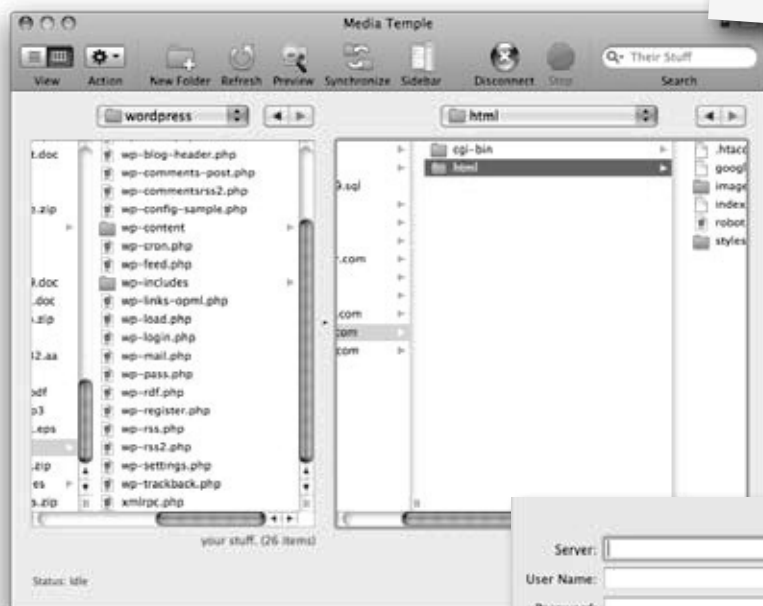 Media Temple
View Action New Folder Refresh Preview Synchronize Sidebar Disconnect Stop Search
Their Stuff
wordpress
html
t.doc
.zip
.doc
.doc
.zip
.aa
.eps
.zip
es
s.zip
wp-blog-header.php
wp-comments-post.php
wp-commentsrss2.php
wp-config-sample.php
wp-content
wp-cron.php
wp-feed.php
wp-includes
wp-links-opml.php
wp-load.php
wp-login.php
wp-mail.php
wp-pass.php
wp-rdf.php
wp-register.php
wp-rss.php
wp-rss2.php
wp-settings.php
wp-trackback.php
xmlrpc.php
.sql
.com
.com
com
com
cgi-bin
html
.htacc
googl
image
index
robot
styles
your stuff. (26 items)
Status: Idle
Server:
User Name:
Password